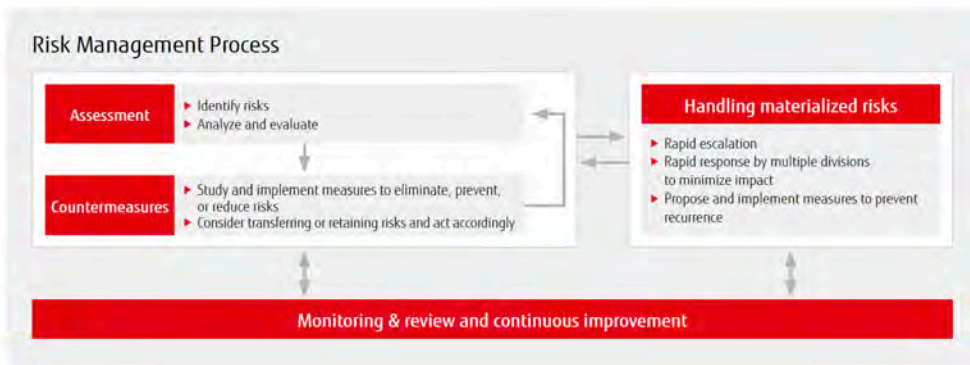 Risk Management Process
Assessment
▶ Identify risks
▶ Analyze and evaluate
Countermeasures
▶ Study and implement measures to eliminate, prevent,
or reduce risks
▶ Consider transferring or retaining risks and act accordingly
Handling materialized risks
▶ Rapid escalation
▶ Rapid response by multiple divisions
to minimize impact
▶ Propose and implement measures to prevent
recurrence
Monitoring & review and continuous improvement